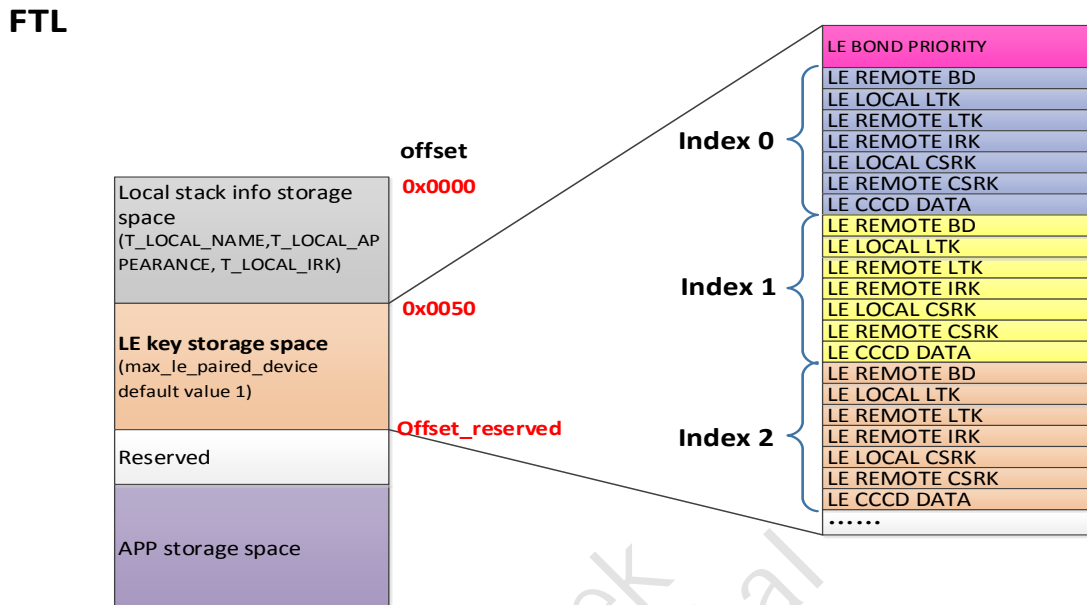 FTL
offset
Local stack info storage
space
(T_LOCAL_NAME,T_LOCAL_AP
PEARANCE, T_LOCAL_IRK)
0x0000
0x0050
LE key storage space
(max_le_paired_device
default value 1)
Offset_reserved
Reserved
APP storage space
LE BOND PRIORITY
Index 0
LE REMOTE BD
LE LOCAL LTK
LE REMOTE LTK
LE REMOTE IRK
LE LOCAL CSRK
LE REMOTE CSRK
LE CCCD DATA
Index 1
LE REMOTE BD
LE LOCAL LTK
LE REMOTE LTK
LE REMOTE IRK
LE LOCAL CSRK
LE REMOTE CSRK
LE CCCD DATA
Index 2
LE REMOTE BD
LE LOCAL LTK
LE REMOTE LTK
LE REMOTE IRK
LE LOCAL CSRK
LE REMOTE CSRK
LE CCCD DATA
......